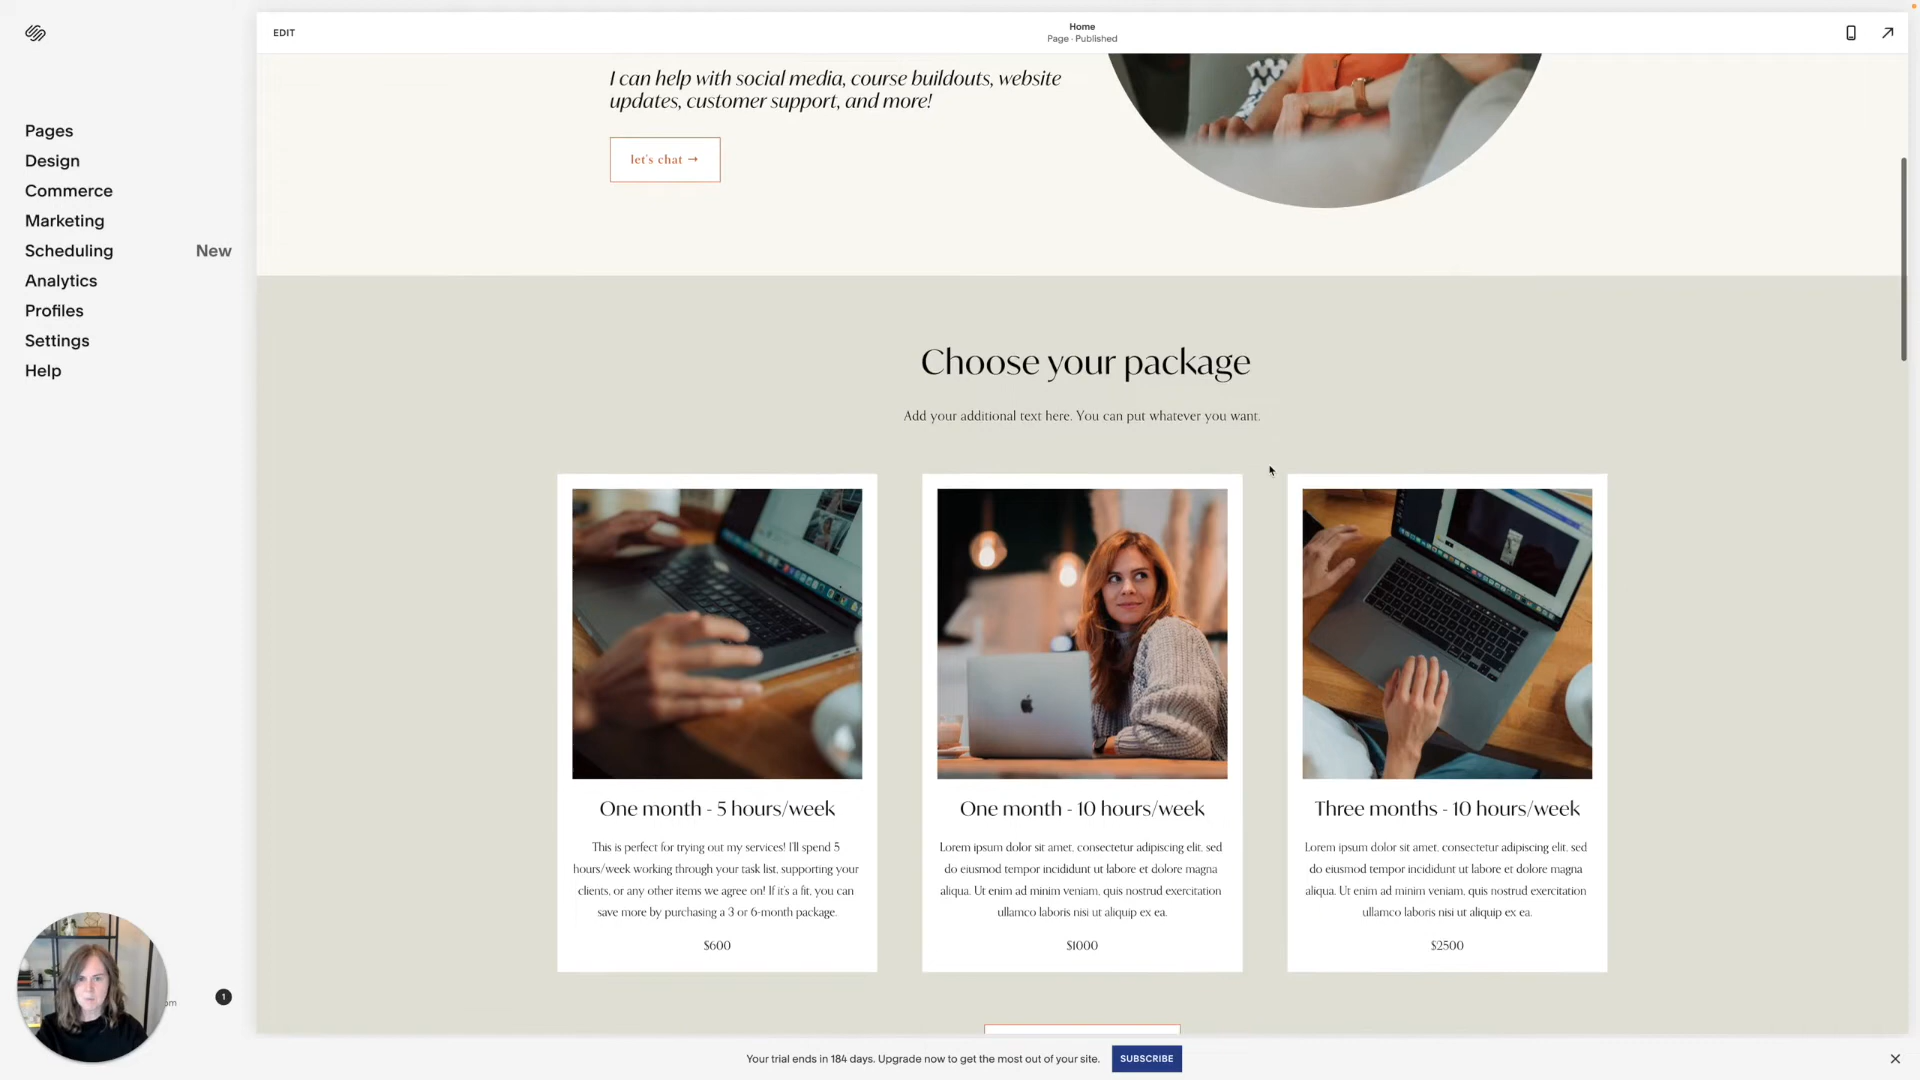 EDIT
Home
Page · Published
Pages
Design
Commerce
Marketing
Scheduling New
Analytics
Profiles
Settings
Help
I can help with social media, course buildouts, website
updates, customer support, and more!
let's chat →
Choose your package
Add your additional text here. You can put whatever you want.
One month - 5 hours/week
This is perfect for trying out my services! I'll spend 5
hours/week working through your task list, supporting your
clients, or any other items we agree on! If it's a fit, you can
save more by purchasing a 3 or 6-month package.
$600
One month - 10 hours/week
Lorem ipsum dolor sit amet, consectetur adipiscing elit, sed
do eiusmod tempor incididunt ut labore et dolore magna
aliqua. Ut enim ad minim veniam, quis nostrud exercitation
ullamco laboris nisi ut aliquip ex ea.
$1000
Three months - 10 hours/week
Lorem ipsum dolor sit amet, consectetur adipiscing elit, sed
do eiusmod tempor incididunt ut labore et dolore magna
aliqua. Ut enim ad minim veniam, quis nostrud exercitation
ullamco laboris nisi ut aliquip ex ea.
$2500
om
1
Your trial ends in 184 days. Upgrade now to get the most out of your site.
SUBSCRIBE